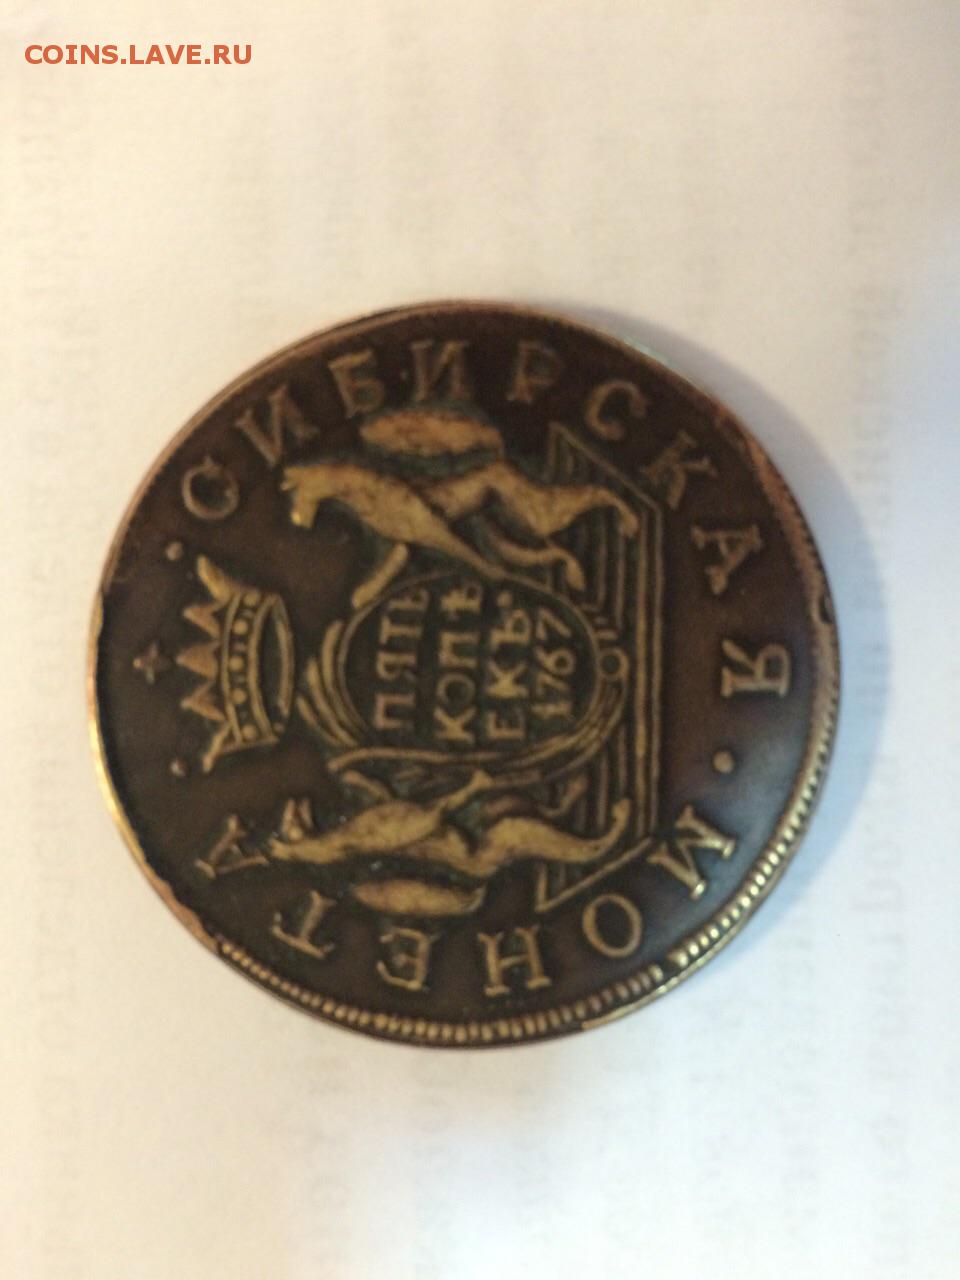 COINS.LAVE.RU
СИБИРСКАЯ · МОНЕТА
ПЯТЬ
КОПѢ
ЕКЪ·
1767